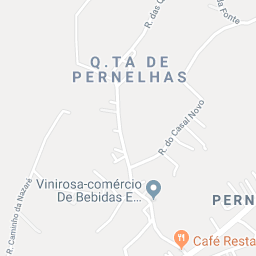 R. das Q
da Fonte
Q.TA DE
PERNELHAS
R. do Casal Novo
R. Caminho da Nazaré
Vinirosa-comércio
De Bebidas E...
PERN
Café Resta